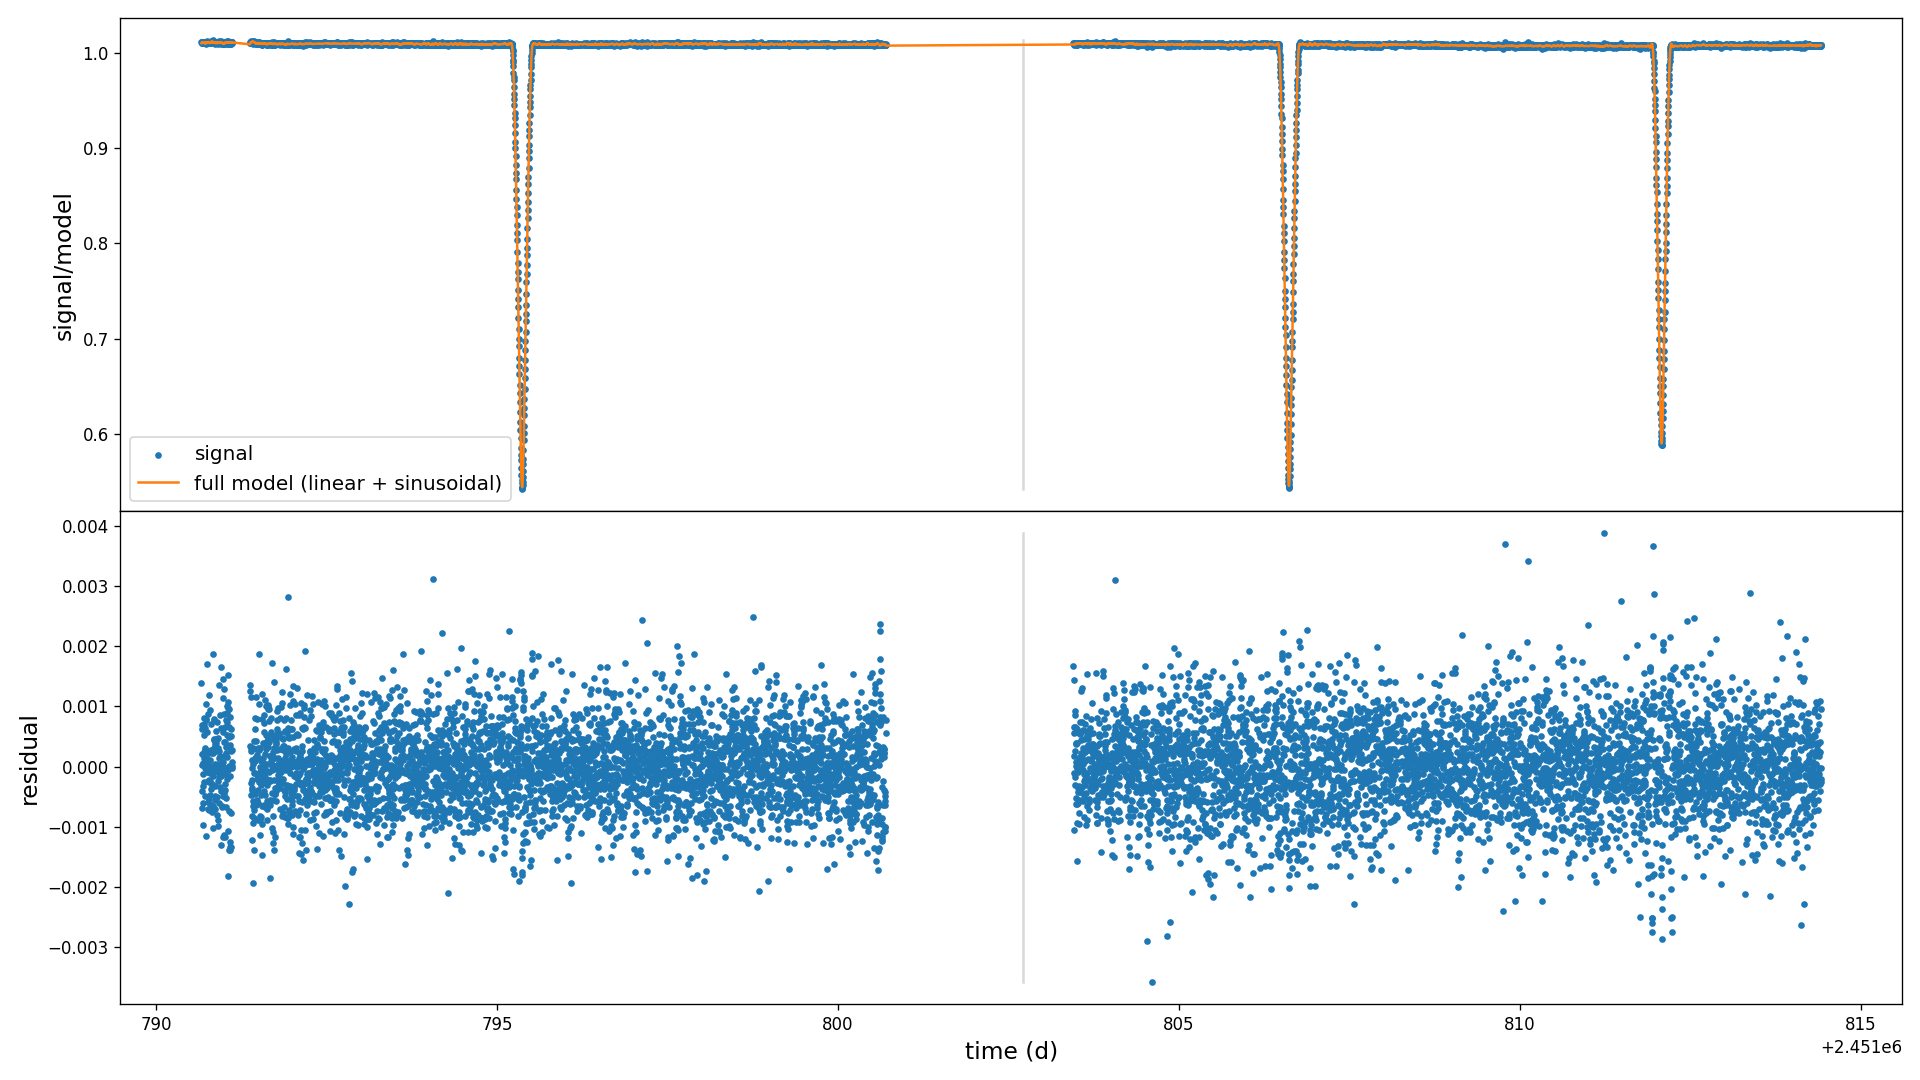 1.0
0.9
0.8
0.7
0.6
signal/model
signal
full model (linear + sinusoidal)
0.004
0.003
0.002
0.001
0.000
−0.001
−0.002
−0.003
residual
790 795 800 805 810 815
+2.451e6
time (d)